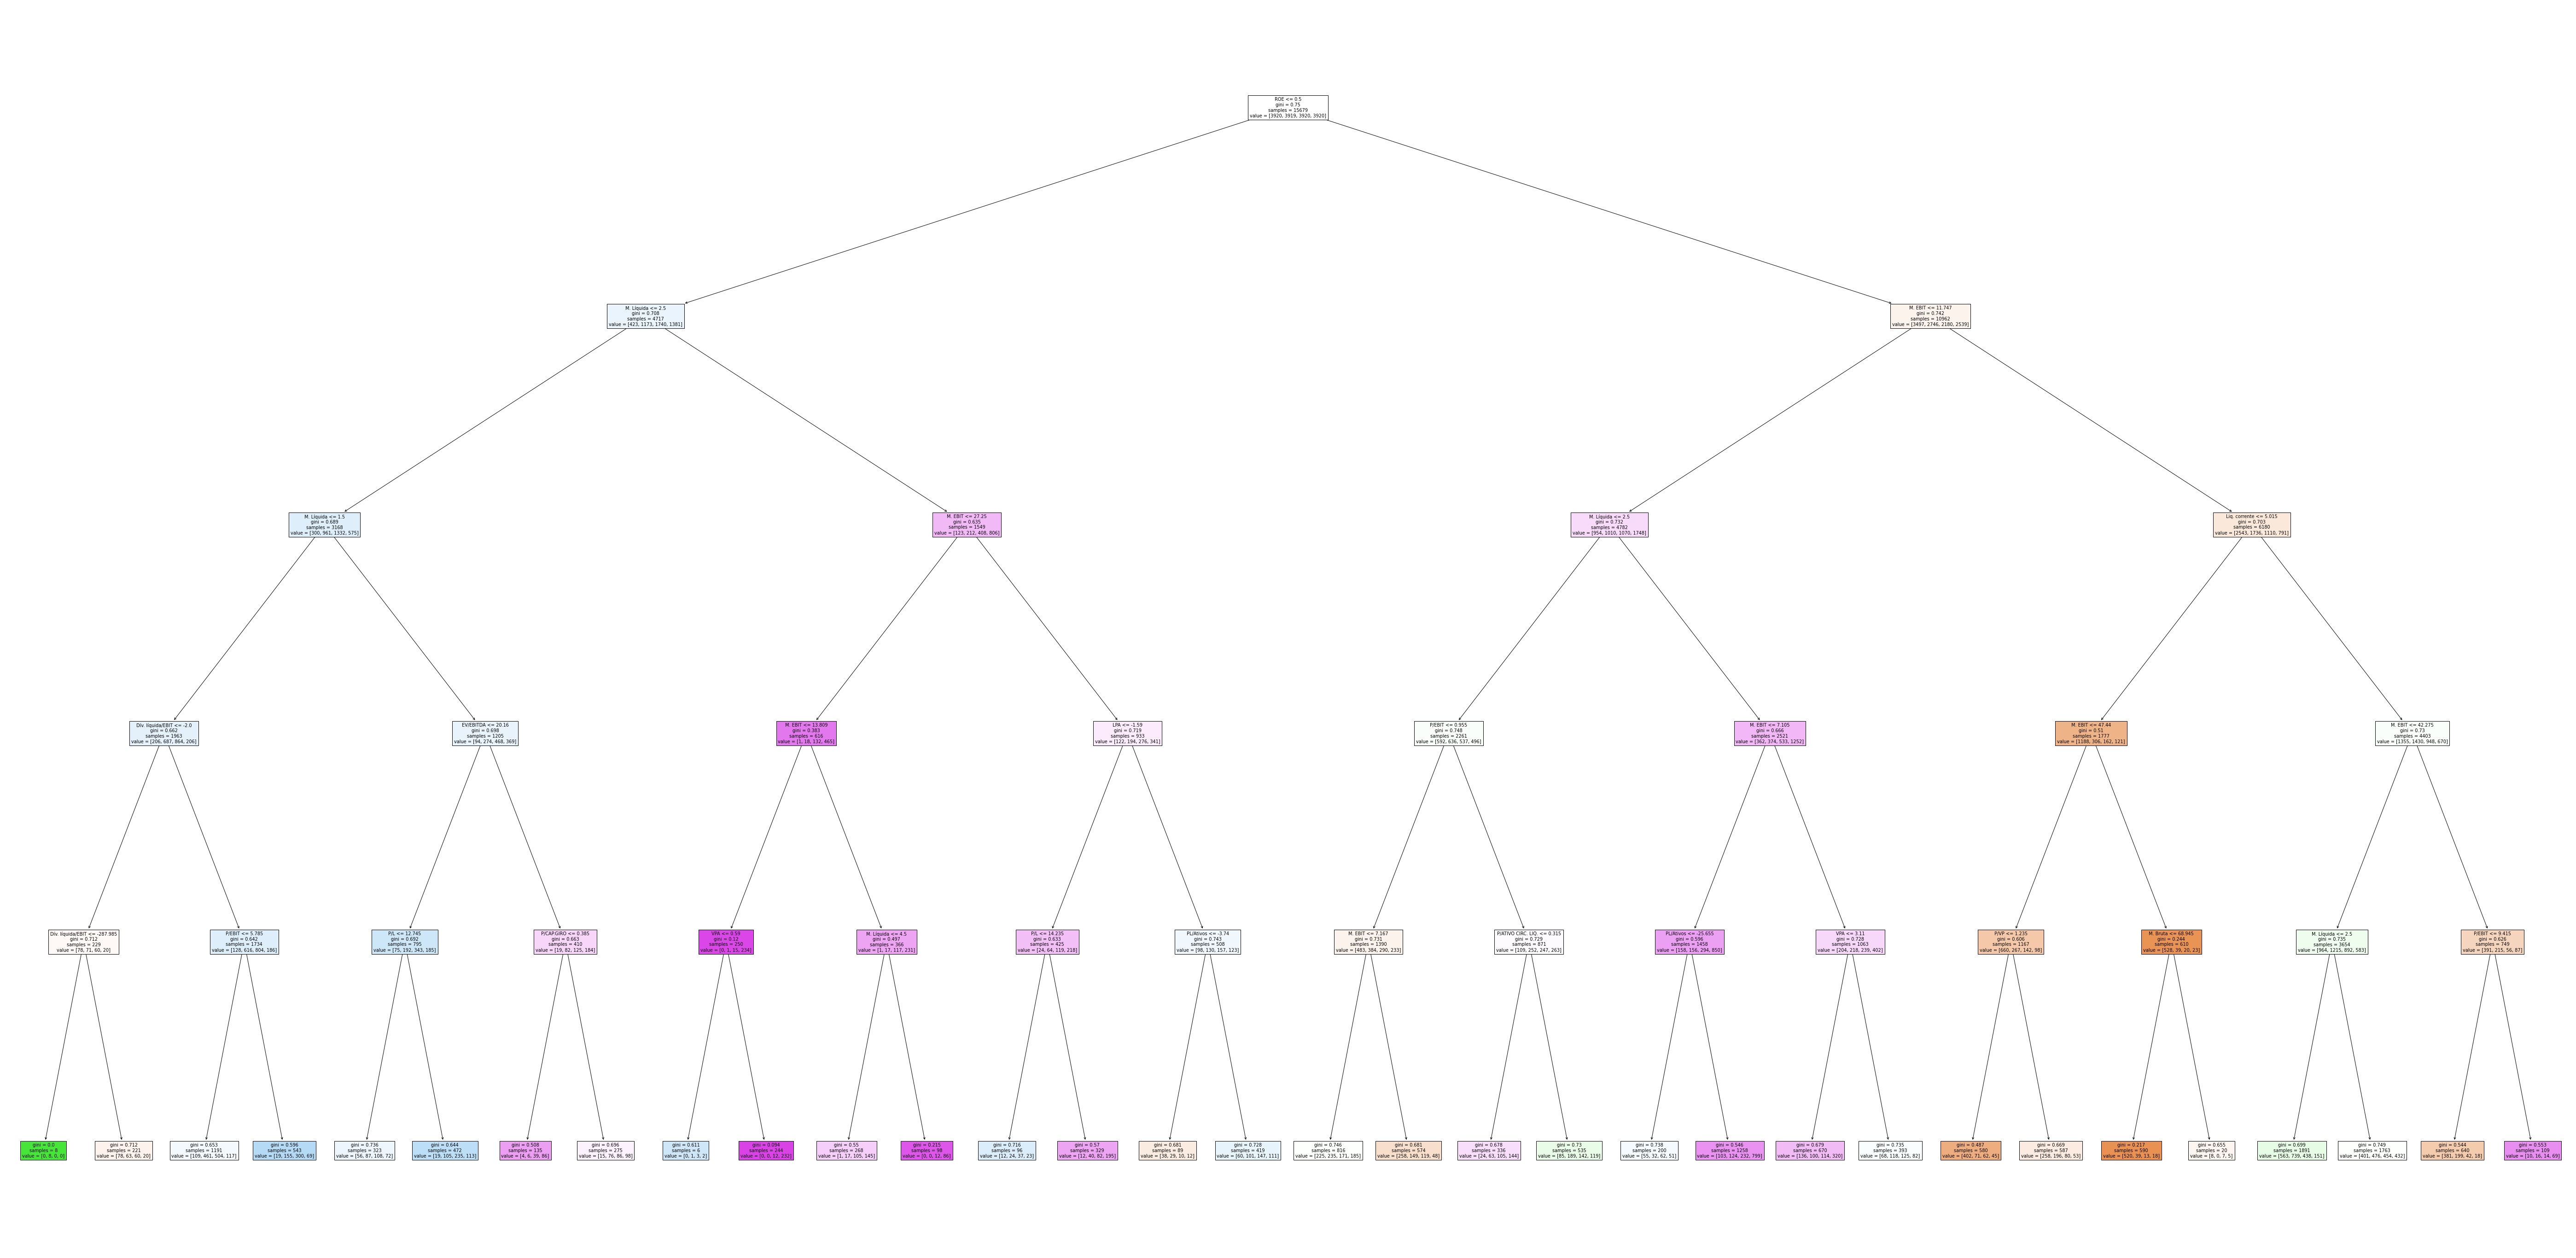 ROE <= 0.5
gini = 0.75
samples = 15679
value = [3920, 3919, 3920, 3920]
M. Líquida <= 2.5
gini = 0.708
samples = 4717
value = [423, 1173, 1740, 1381]
M. EBIT <= 11.747
gini = 0.742
samples = 10962
value = [3497, 2746, 2180, 2539]
M. Líquida <= 1.5
gini = 0.689
samples = 3168
value = [300, 961, 1332, 575]
M. EBIT <= 27.25
gini = 0.635
samples = 1549
value = [123, 212, 408, 806]
M. Líquida <= 2.5
gini = 0.732
samples = 4782
value = [954, 1010, 1070, 1748]
Liq. corrente <= 5.015
gini = 0.703
samples = 6180
value = [2543, 1736, 1110, 791]
Dív. líquida/EBIT <= -2.0
gini = 0.662
samples = 1963
value = [206, 687, 864, 206]
EV/EBITDA <= 20.16
gini = 0.698
samples = 1205
value = [94, 274, 468, 369]
M. EBIT <= 13.809
gini = 0.383
samples = 616
value = [1, 18, 132, 465]
LPA <= -1.59
gini = 0.719
samples = 933
value = [122, 194, 276, 341]
P/EBIT <= 0.955
gini = 0.748
samples = 2261
value = [592, 636, 537, 496]
M. EBIT <= 7.105
gini = 0.666
samples = 2521
value = [362, 374, 533, 1252]
M. EBIT <= 47.44
gini = 0.51
samples = 1777
value = [1188, 306, 162, 121]
M. EBIT <= 42.275
gini = 0.73
samples = 4403
value = [1355, 1430, 948, 670]
Dív. líquida/EBIT <= -287.985
gini = 0.712
samples = 229
value = [78, 71, 60, 20]
P/EBIT <= 5.785
gini = 0.642
samples = 1734
value = [128, 616, 804, 186]
P/L <= 12.745
gini = 0.692
samples = 795
value = [75, 192, 343, 185]
P/CAP.GIRO <= 0.385
gini = 0.663
samples = 410
value = [19, 82, 125, 184]
VPA <= 0.59
gini = 0.12
samples = 250
value = [0, 1, 15, 234]
M. Líquida <= 4.5
gini = 0.497
samples = 366
value = [1, 17, 117, 231]
P/L <= 14.235
gini = 0.633
samples = 425
value = [24, 64, 119, 218]
PL/Ativos <= -3.74
gini = 0.743
samples = 508
value = [98, 130, 157, 123]
M. EBIT <= 7.167
gini = 0.731
samples = 1390
value = [483, 384, 290, 233]
P/ATIVO CIRC. LIQ. <= 0.315
gini = 0.729
samples = 871
value = [109, 252, 247, 263]
PL/Ativos <= -25.655
gini = 0.596
samples = 1458
value = [158, 156, 294, 850]
VPA <= 3.11
gini = 0.728
samples = 1063
value = [204, 218, 239, 402]
P/VP <= 1.235
gini = 0.606
samples = 1167
value = [660, 267, 142, 98]
M. Bruta <= 68.945
gini = 0.244
samples = 610
value = [528, 39, 20, 23]
M. Líquida <= 2.5
gini = 0.735
samples = 3654
value = [964, 1215, 892, 583]
P/EBIT <= 9.415
gini = 0.626
samples = 749
value = [391, 215, 56, 87]
gini = 0.0
samples = 8
value = [0, 8, 0, 0]
gini = 0.712
samples = 221
value = [78, 63, 60, 20]
gini = 0.653
samples = 1191
value = [109, 461, 504, 117]
gini = 0.596
samples = 543
value = [19, 155, 300, 69]
gini = 0.736
samples = 323
value = [56, 87, 108, 72]
gini = 0.644
samples = 472
value = [19, 105, 235, 113]
gini = 0.508
samples = 135
value = [4, 6, 39, 86]
gini = 0.696
samples = 275
value = [15, 76, 86, 98]
gini = 0.611
samples = 6
value = [0, 1, 3, 2]
gini = 0.094
samples = 244
value = [0, 0, 12, 232]
gini = 0.55
samples = 268
value = [1, 17, 105, 145]
gini = 0.215
samples = 98
value = [0, 0, 12, 86]
gini = 0.716
samples = 96
value = [12, 24, 37, 23]
gini = 0.57
samples = 329
value = [12, 40, 82, 195]
gini = 0.681
samples = 89
value = [38, 29, 10, 12]
gini = 0.728
samples = 419
value = [60, 101, 147, 111]
gini = 0.746
samples = 816
value = [225, 235, 171, 185]
gini = 0.681
samples = 574
value = [258, 149, 119, 48]
gini = 0.678
samples = 336
value = [24, 63, 105, 144]
gini = 0.73
samples = 535
value = [85, 189, 142, 119]
gini = 0.738
samples = 200
value = [55, 32, 62, 51]
gini = 0.546
samples = 1258
value = [103, 124, 232, 799]
gini = 0.679
samples = 670
value = [136, 100, 114, 320]
gini = 0.735
samples = 393
value = [68, 118, 125, 82]
gini = 0.487
samples = 580
value = [402, 71, 62, 45]
gini = 0.669
samples = 587
value = [258, 196, 80, 53]
gini = 0.217
samples = 590
value = [520, 39, 13, 18]
gini = 0.655
samples = 20
value = [8, 0, 7, 5]
gini = 0.699
samples = 1891
value = [563, 739, 438, 151]
gini = 0.749
samples = 1763
value = [401, 476, 454, 432]
gini = 0.544
samples = 640
value = [381, 199, 42, 18]
gini = 0.553
samples = 109
value = [10, 16, 14, 69]